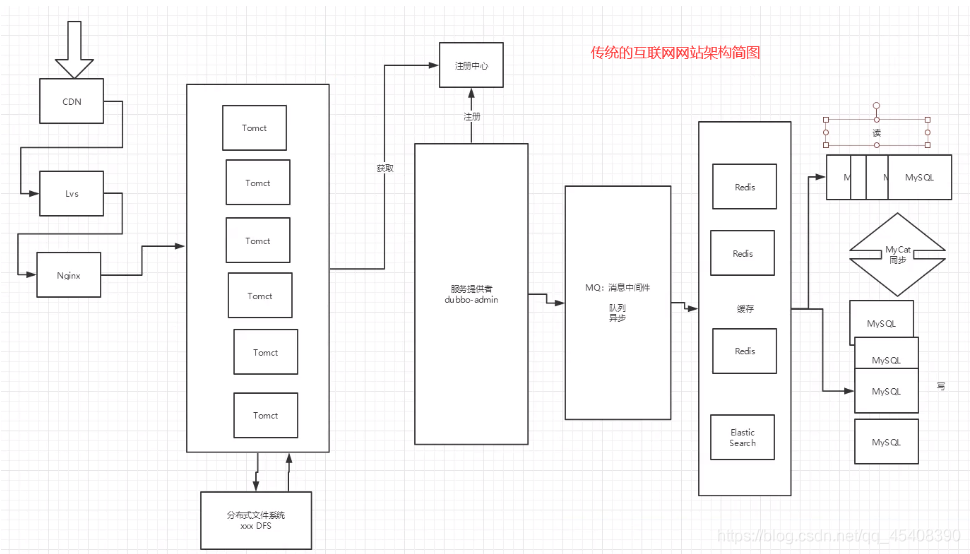 传统的互联网网站架构简图
CDN
Lvs
Nginx
Tomct
Tomct
Tomct
Tomct
Tomct
Tomct
分布式文件系统
xxx DFS
获取
注册中心
注册
服务提供者
dubbo-admin
MQ：消息中间件
队列
异步
Redis
Redis
缓存
Redis
Elastic
Search
读
M
M
MySQL
MyCat
同步
MySQL
MySQL
MySQL
写
MySQL
https://blog.csdn.net/qq_45408390